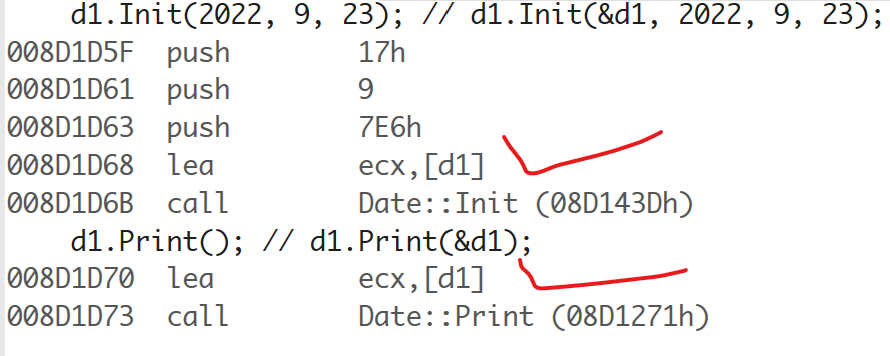 d1.Init(2022, 9, 23); // d1.Init(&d1, 2022, 9, 23);
008D1D5F push 17h
008D1D61 push 9
008D1D63 push 7E6h
008D1D68 lea ecx,[d1]
008D1D6B call Date::Init (08D143Dh)
d1.Print(); // d1.Print(&d1);
008D1D70 lea ecx,[d1]
008D1D73 call Date::Print (08D1271h)